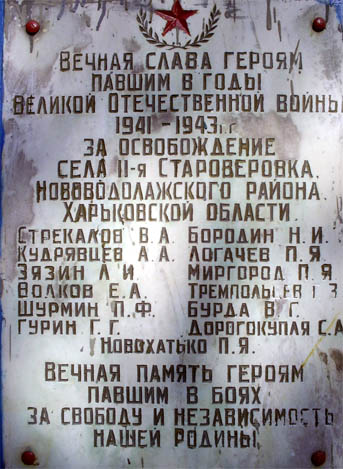 Вечная слава героям
павшим в годы
Великой Отечественной войны
1941-1943 гг
за освобождение
села II-я Староверовка.
Нововодолажского района.
Харьковской области.
Стрекалов В.А. Бородин Н.И.
Кудрявцев А.А. Логачев П.Я.
Зязин Л.И. Миргород П.Я
Волков Е.А.
Шурмин П.Ф. Бурда В.Г.
Гурин Г.Г. Дорогокупля С.А
Новохатько П.Я.
Вечная память героям
павшим в боях
за свободу и независимость
нашей Родины.